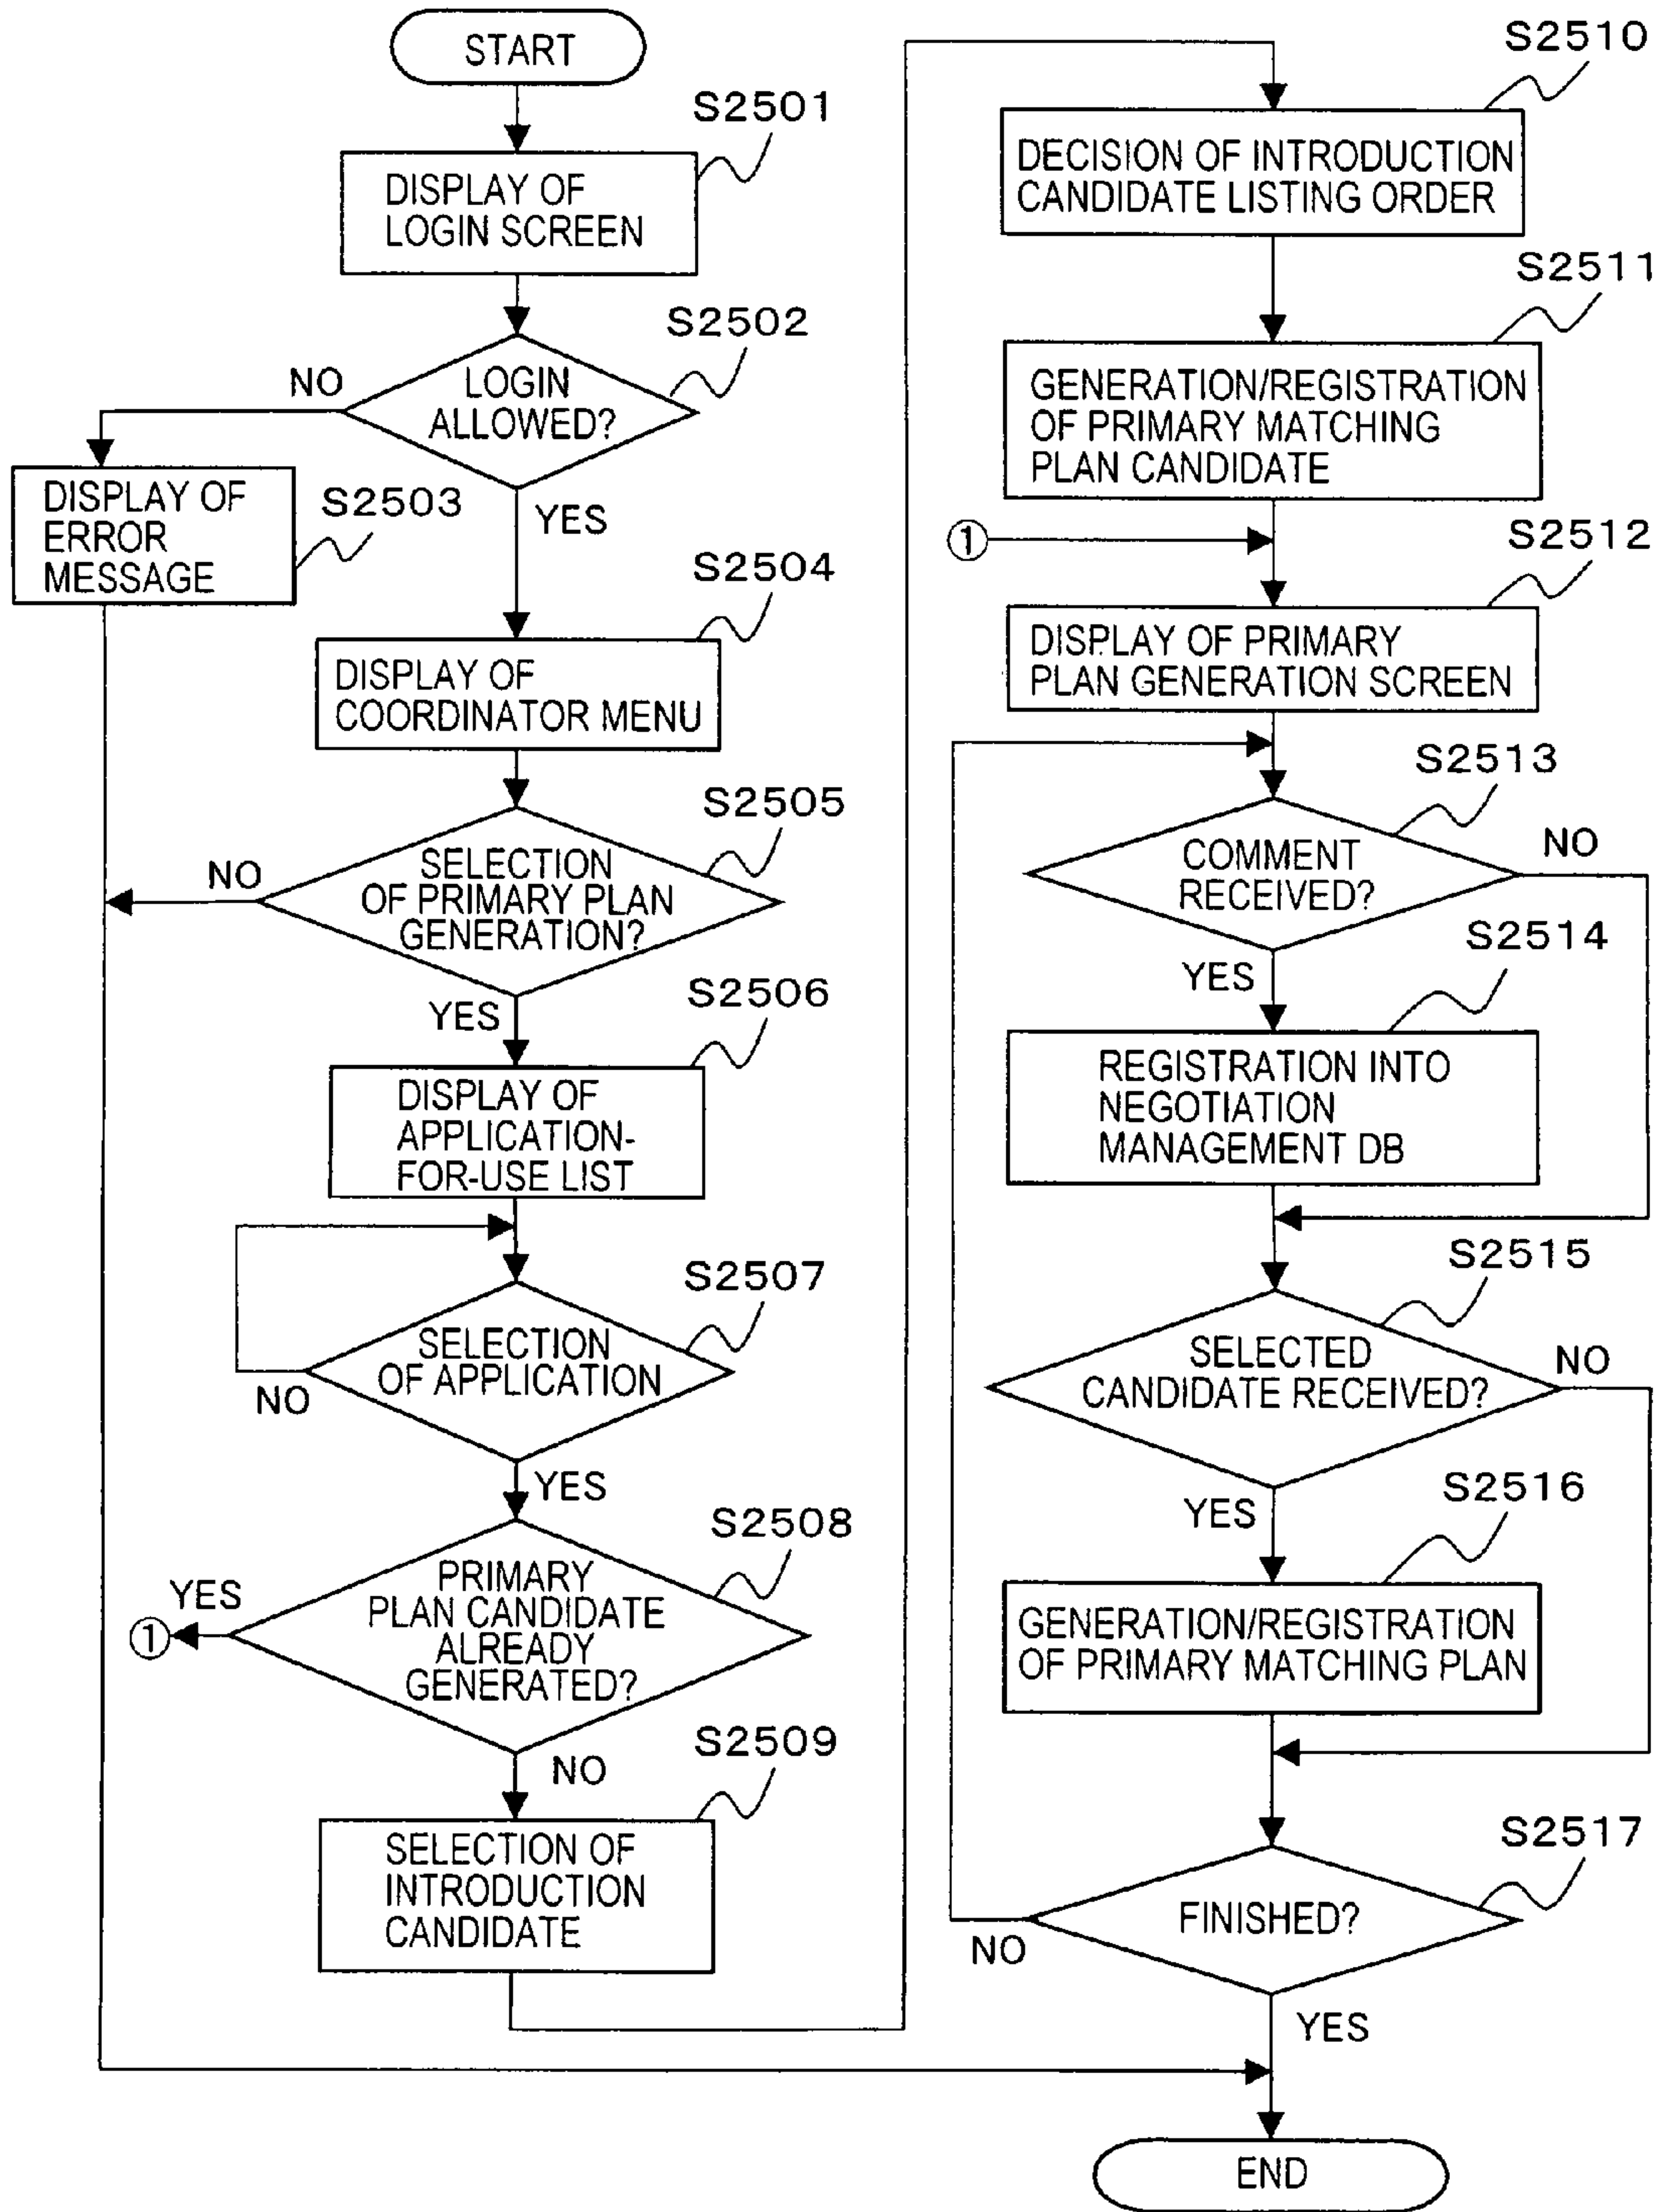 START
S2501
DISPLAY OF
LOGIN SCREEN
S2502
LOGIN
ALLOWED?
NO
YES
DISPLAY OF
ERROR
MESSAGE
S2503
S2504
DISPLAY OF
COORDINATOR MENU
S2505
SELECTION
OF PRIMARY PLAN
GENERATION?
NO
YES
S2506
DISPLAY OF
APPLICATION-
FOR-USE LIST
S2507
SELECTION
OF APPLICATION
NO
YES
S2508
PRIMARY
PLAN CANDIDATE
ALREADY
GENERATED?
YES
①
NO
S2509
SELECTION OF
INTRODUCTION
CANDIDATE
S2510
DECISION OF INTRODUCTION
CANDIDATE LISTING ORDER
S2511
GENERATION/REGISTRATION
OF PRIMARY MATCHING
PLAN CANDIDATE
①
S2512
DISPLAY OF PRIMARY
PLAN GENERATION SCREEN
S2513
COMMENT
RECEIVED?
NO
YES
S2514
REGISTRATION INTO
NEGOTIATION
MANAGEMENT DB
S2515
SELECTED
CANDIDATE RECEIVED?
NO
YES
S2516
GENERATION/REGISTRATION
OF PRIMARY MATCHING PLAN
S2517
FINISHED?
NO
YES
END